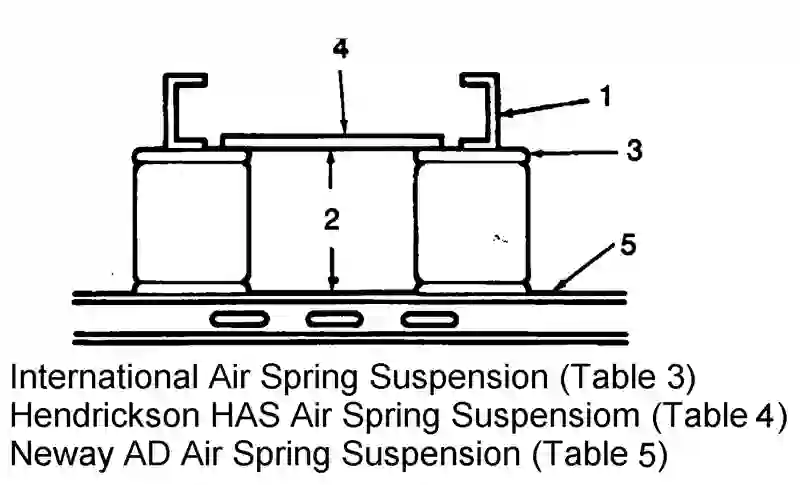 4
1
3
2
5
International Air Spring Suspension (Table 3)
Hendrickson HAS Air Spring Suspensiom (Table 4)
Neway AD Air Spring Suspension (Table 5)